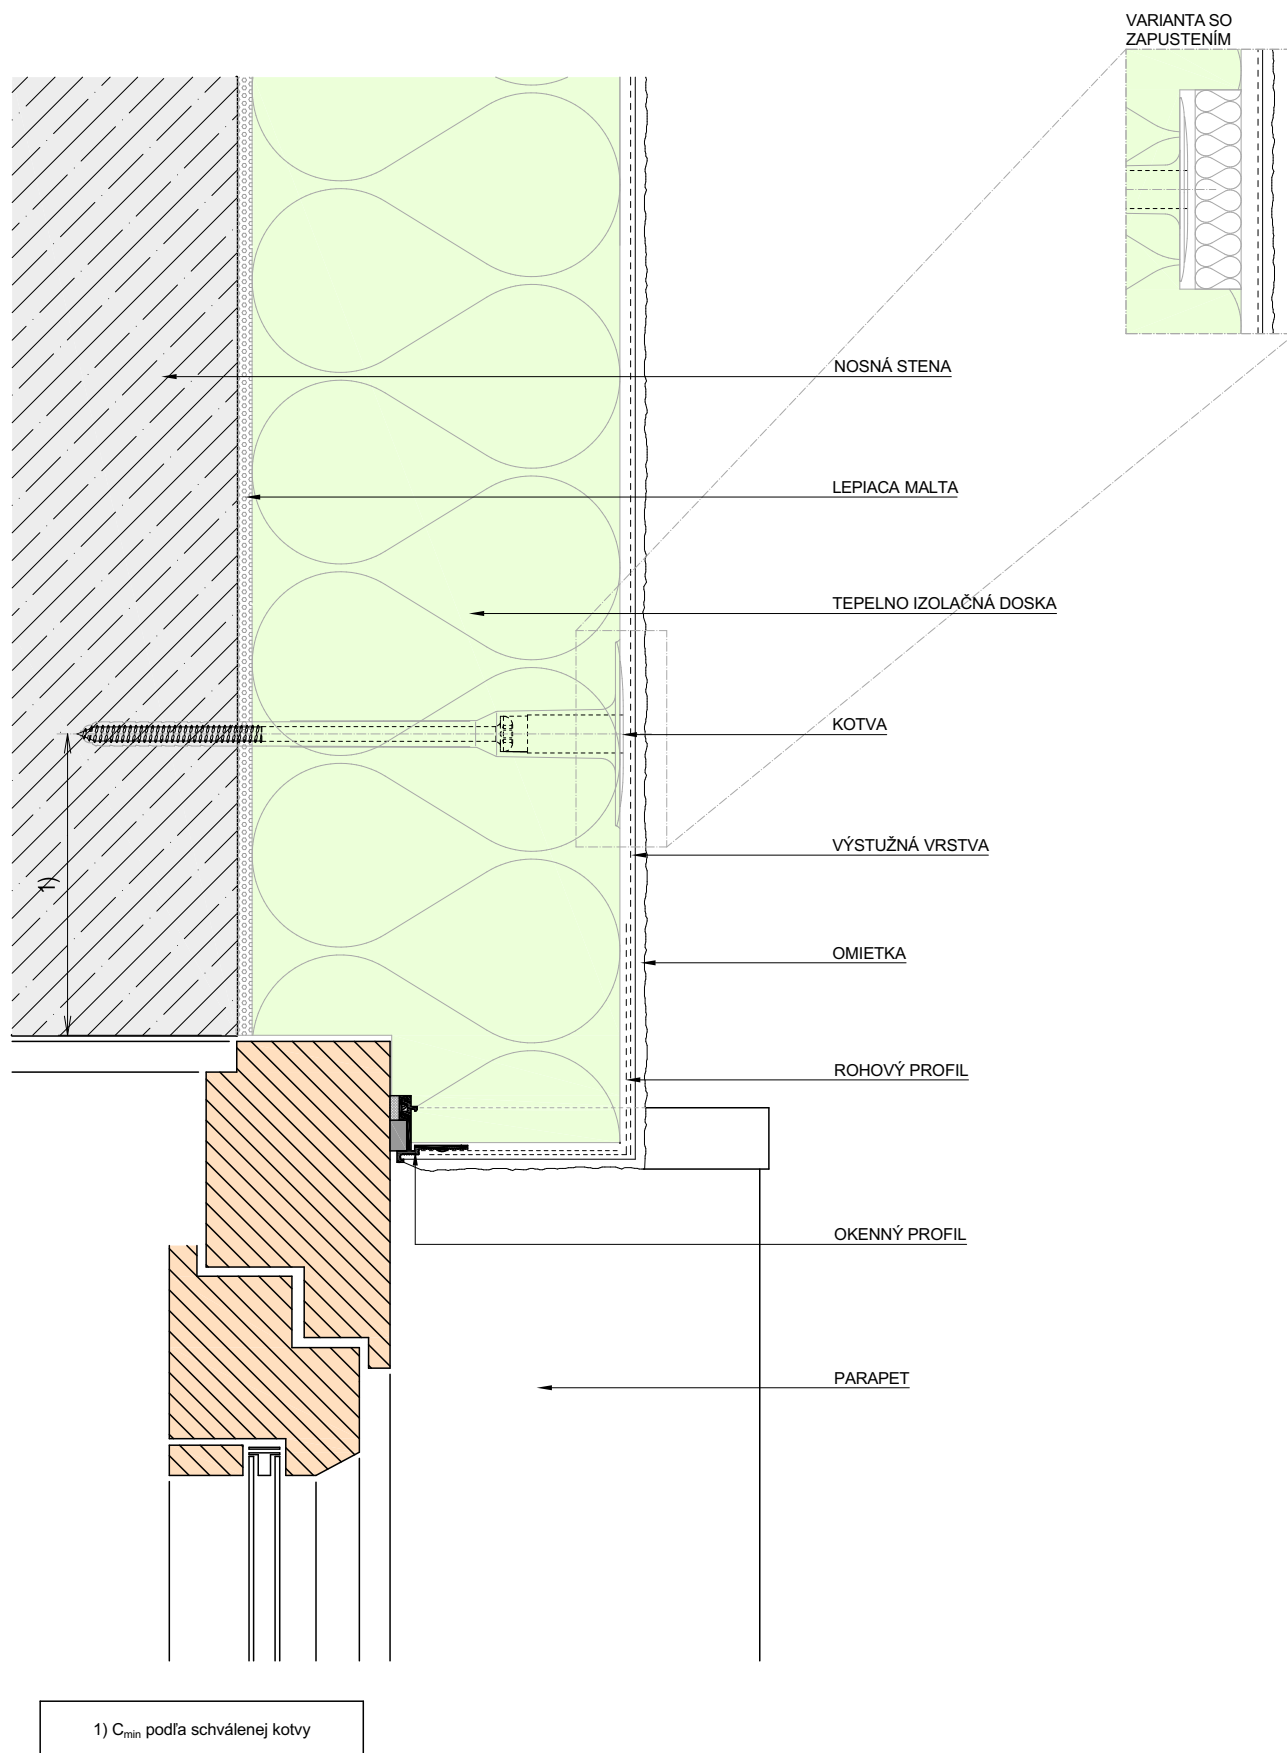 VARIANTA SO
ZAPUSTENÍM
NOSNÁ STENA
LEPIACA MALTA
TEPELNO IZOLAČNÁ DOSKA
KOTVA
VÝSTUŽNÁ VRSTVA
1)
OMIETKA
ROHOVÝ PROFIL
OKENNÝ PROFIL
PARAPET
1) Cmin podľa schválenej kotvy